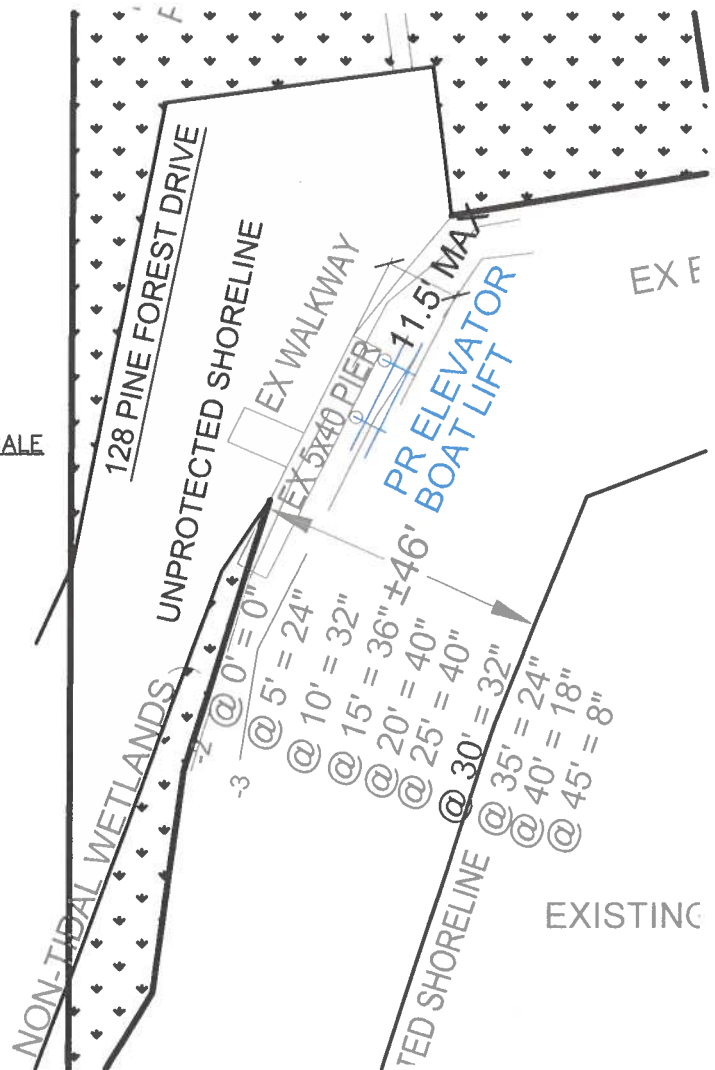 128 PINE FOREST DRIVE
UNPROTECTED SHORELINE
EX WALKWAY
EX 5x40 PIER
11.5' MAX
PR ELEVATOR
BOAT LIFT
EX
ALE
±46'
@ 0' = 0"
@ 5' = 24"
@ 10' = 32"
@ 15' = 36"
@ 20' = 40"
@ 25' = 40"
@ 30' = 32"
@ 35' = 24"
@ 40' = 18"
@ 45' = 8"
-2
-3
NON-TIDAL WETLANDS
TED SHORELINE
EXISTING